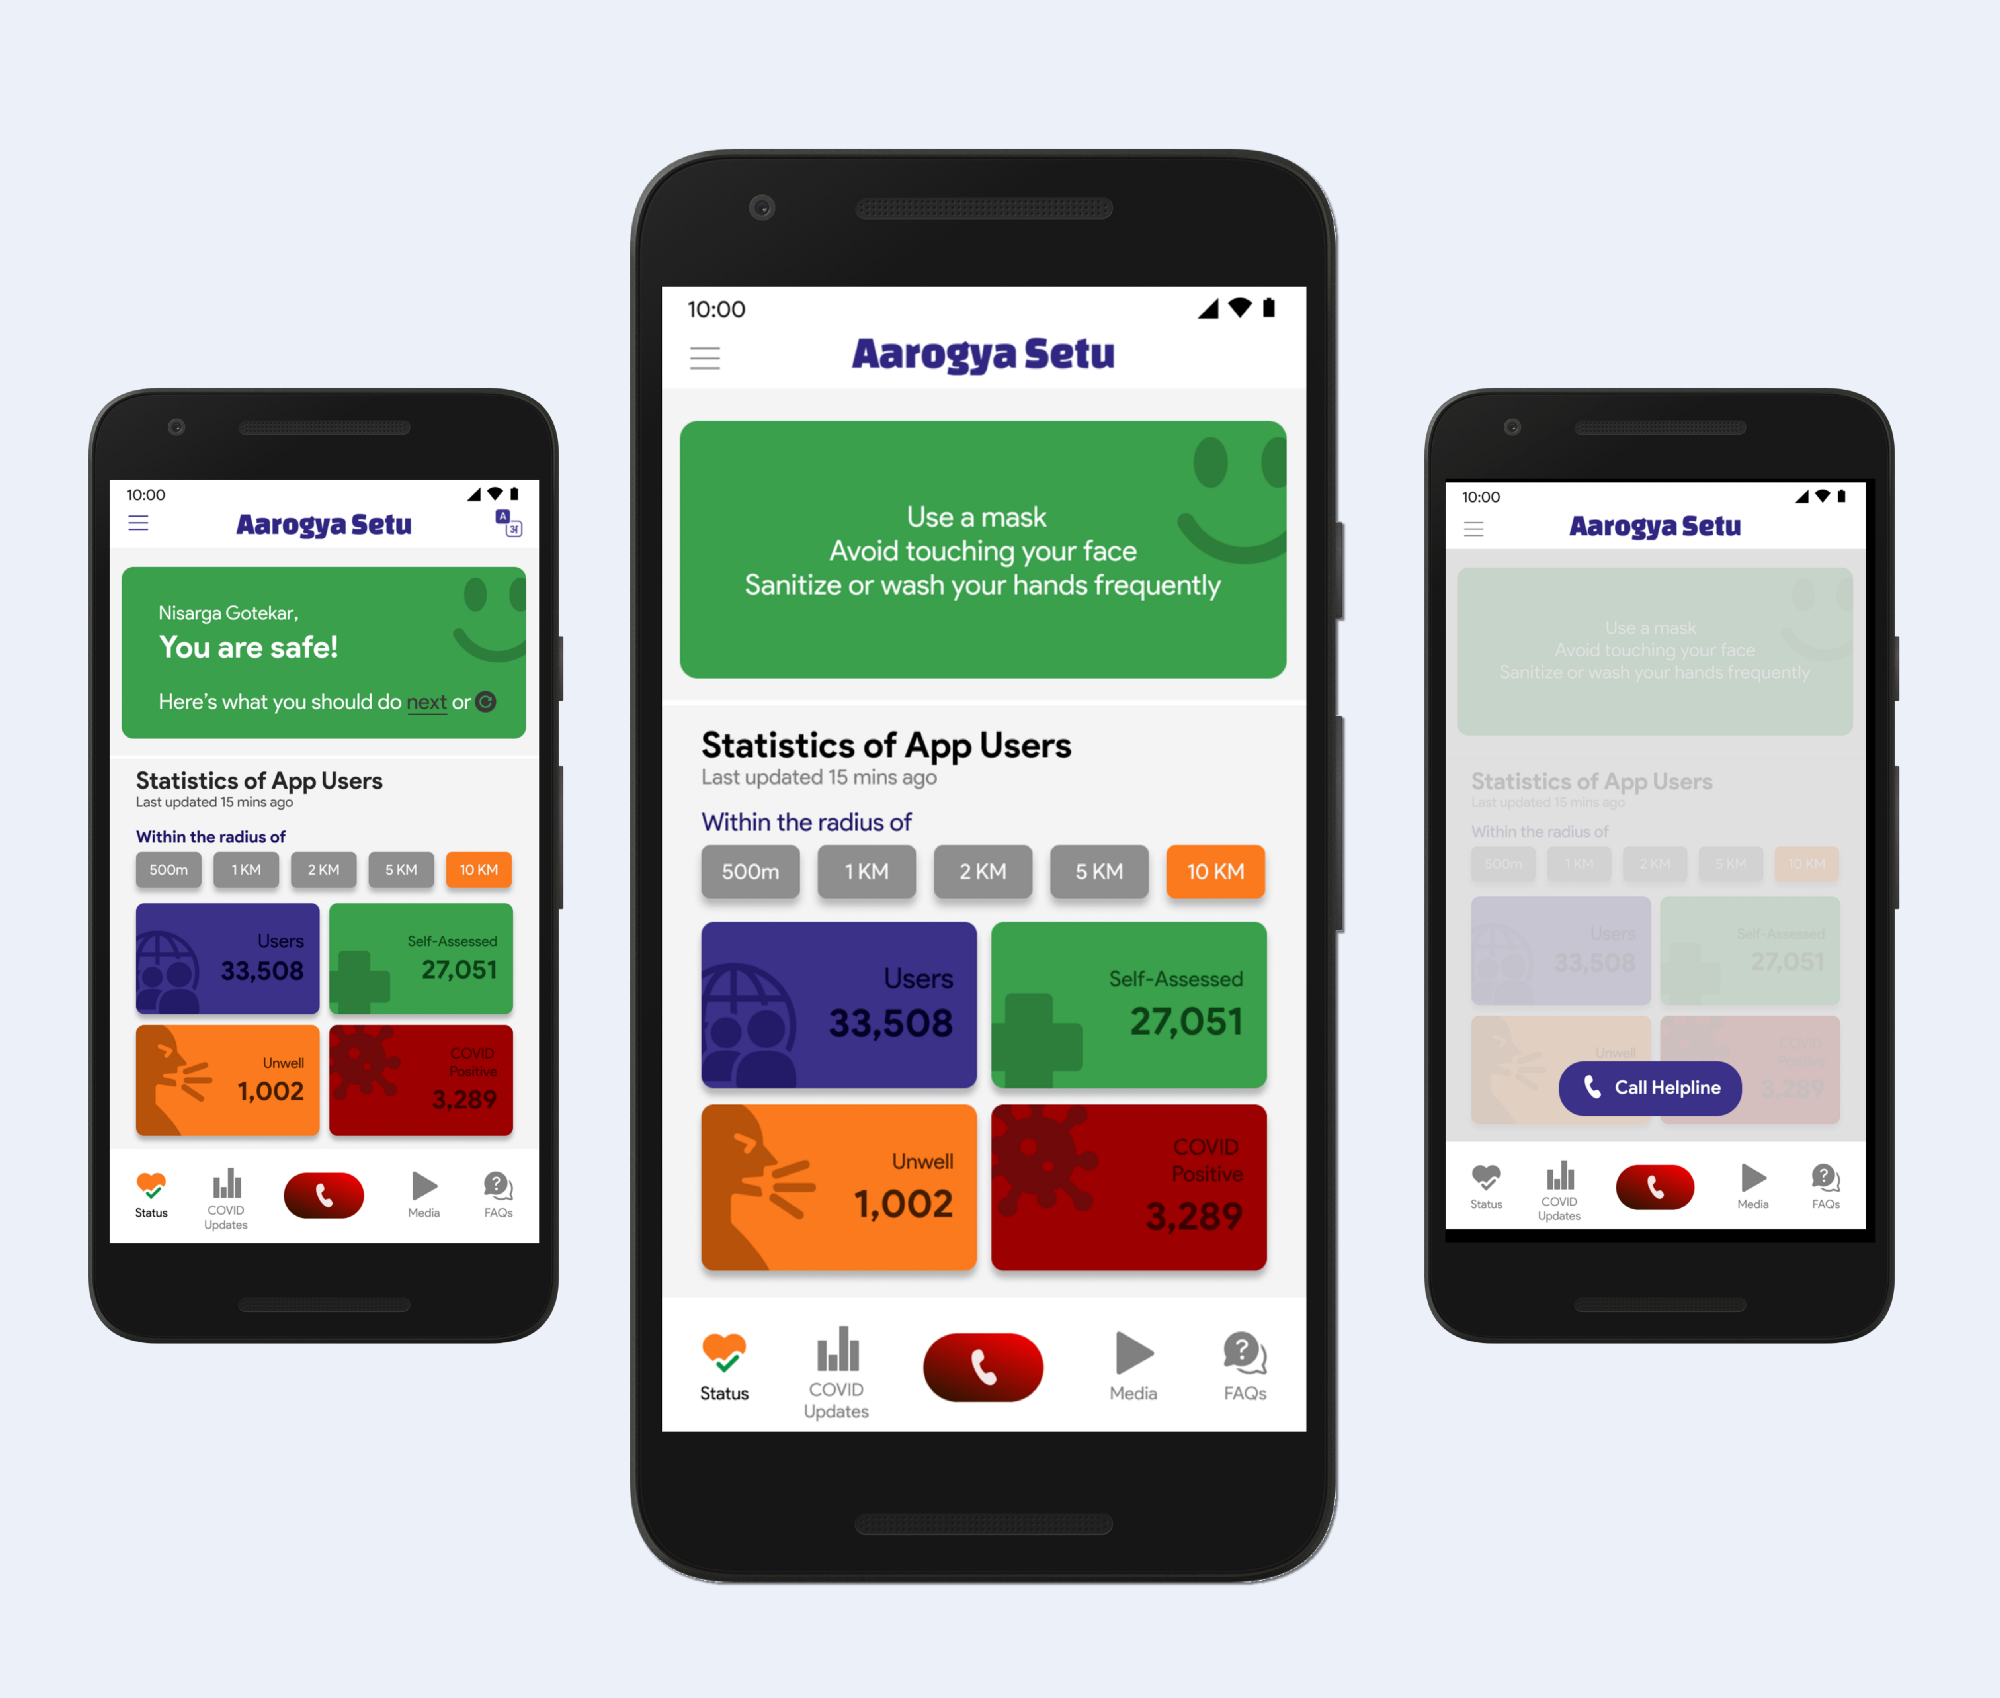 10:00
Aarogya Setu
A
अ
Nisarga Gotekar,
You are safe!
Here's what you should do next or
Statistics of App Users
Last updated 15 mins ago
Within the radius of
500m 1 KM 2 KM 5 KM 10 KM
Users
33,508
Self-Assessed
27,051
Unwell
1,002
COVID
Positive
3,289
Status
COVID
Updates
Media
FAQs
10:00
Aarogya Setu
Use a mask
Avoid touching your face
Sanitize or wash your hands frequently
Statistics of App Users
Last updated 15 mins ago
Within the radius of
500m 1 KM 2 KM 5 KM 10 KM
Users
33,508
Self-Assessed
27,051
Unwell
1,002
COVID
Positive
3,289
Status
COVID
Updates
Media
FAQs
10:00
Aarogya Setu
Use a mask
Avoid touching your face
Sanitize or wash your hands frequently
Statistics of App Users
Last updated 15 mins ago
Within the radius of
500m 1 KM 2 KM 5 KM 10 KM
Users
33,508
Self-Assessed
27,051
Unwell
COVID
Positive
3,289
Call Helpline
Status
COVID
Updates
Media
FAQs